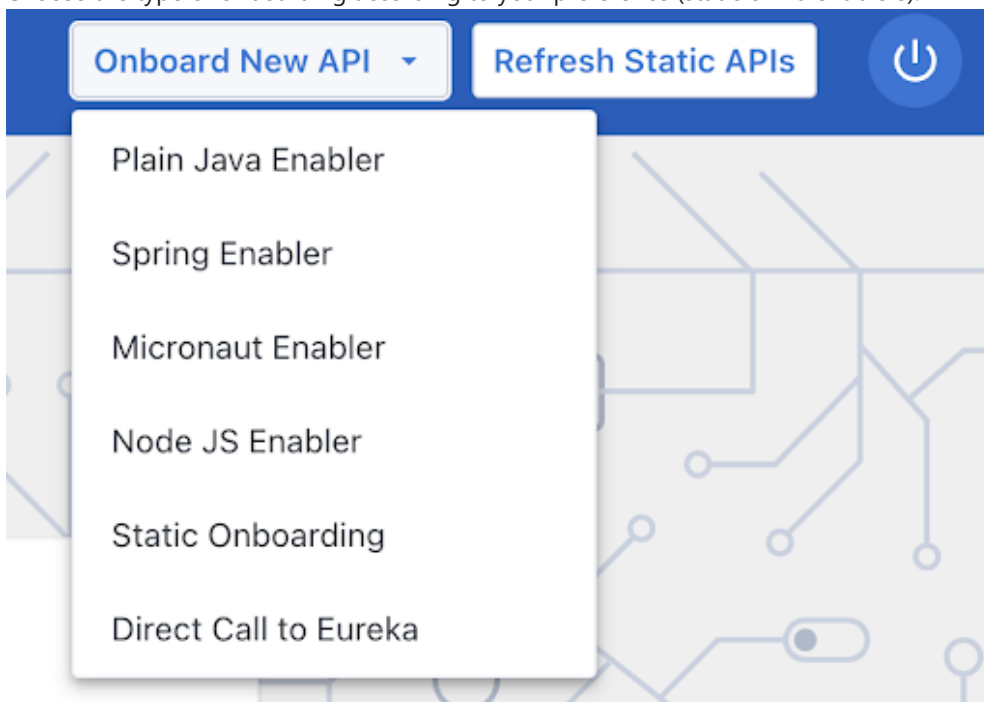 Onboard New API
Refresh Static APIs
Plain Java Enabler
Spring Enabler
Micronaut Enabler
Node JS Enabler
Static Onboarding
Direct Call to Eureka